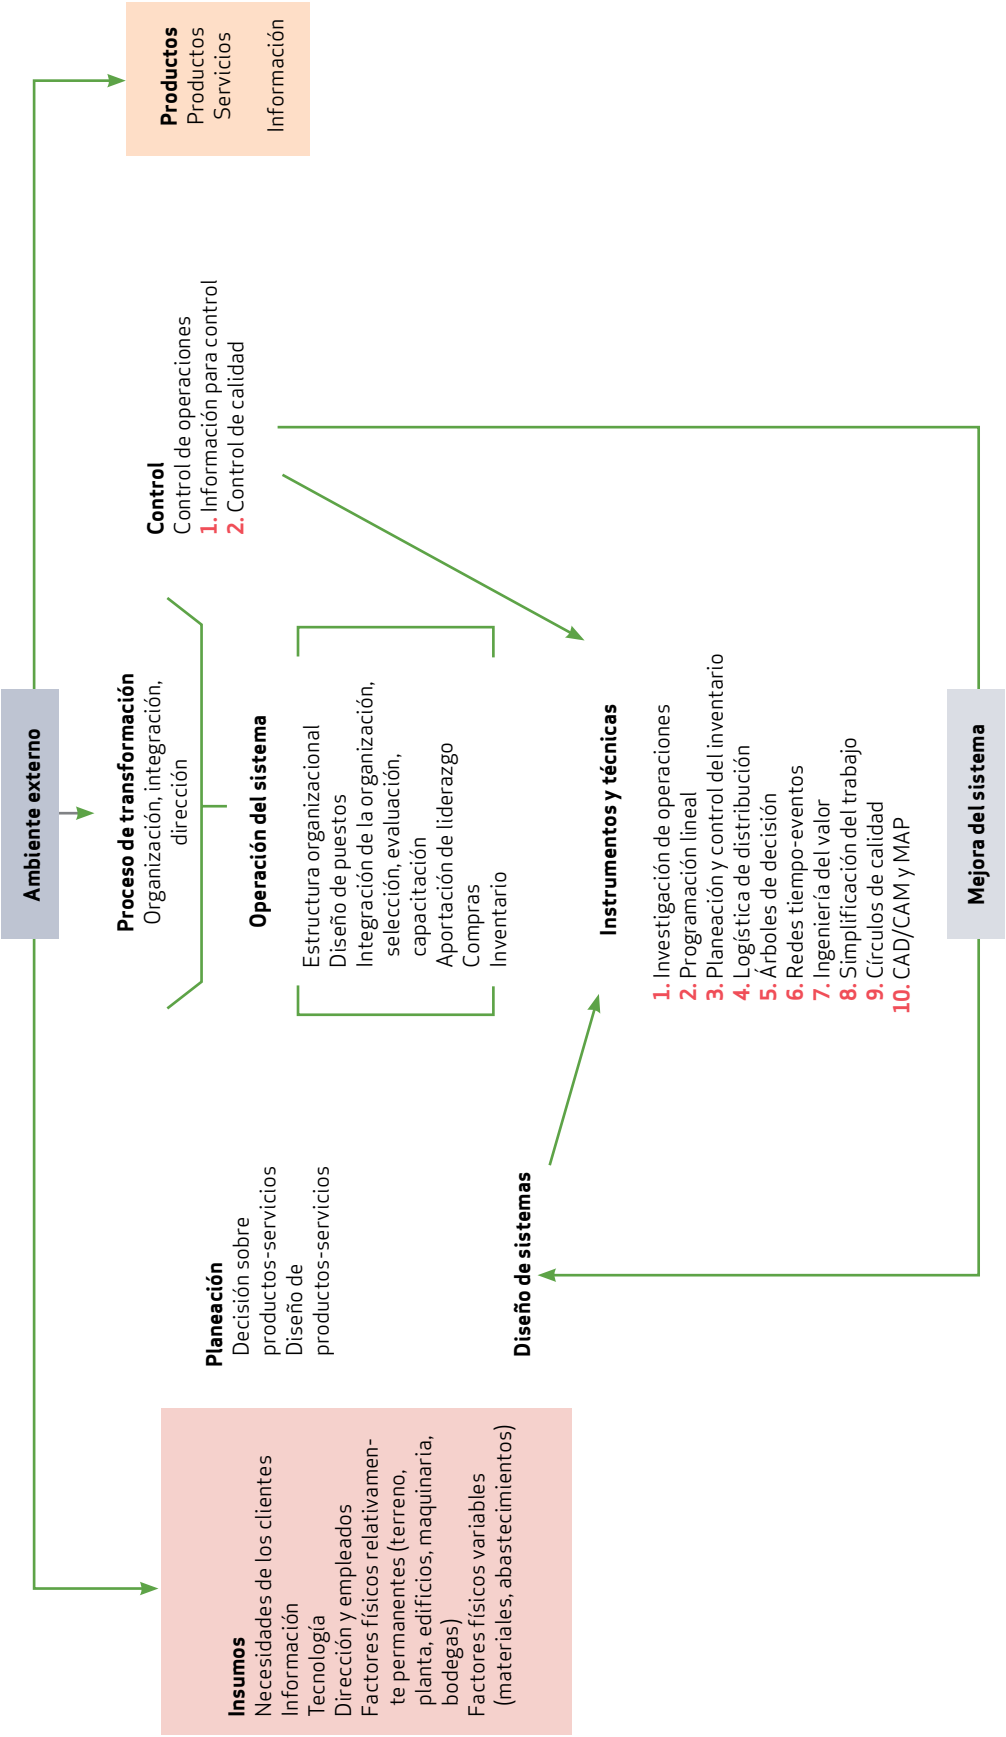 Ambiente externo
Insumos
Necesidades de los clientes
Información
Tecnología
Dirección y empleados
Factores físicos relativamen-
te permanentes (terreno,
planta, edificios, maquinaria,
bodegas)
Factores físicos variables
(materiales, abastecimientos)
Planeación
Decisión sobre
productos-servicios
Diseño de
productos-servicios
Diseño de sistemas
Proceso de transformación
Organización, integración,
dirección
Operación del sistema
Estructura organizacional
Diseño de puestos
Integración de la organización,
selección, evaluación,
capacitación
Aportación de liderazgo
Compras
Inventario
Instrumentos y técnicas
1. Investigación de operaciones
2. Programación lineal
3. Planeación y control del inventario
4. Logística de distribución
5. Árboles de decisión
6. Redes tiempo-eventos
7. Ingeniería del valor
8. Simplificación del trabajo
9. Círculos de calidad
10. CAD/CAM y MAP
Control
Control de operaciones
1. Información para control
2. Control de calidad
Productos
Productos
Servicios
Información
Mejora del sistema